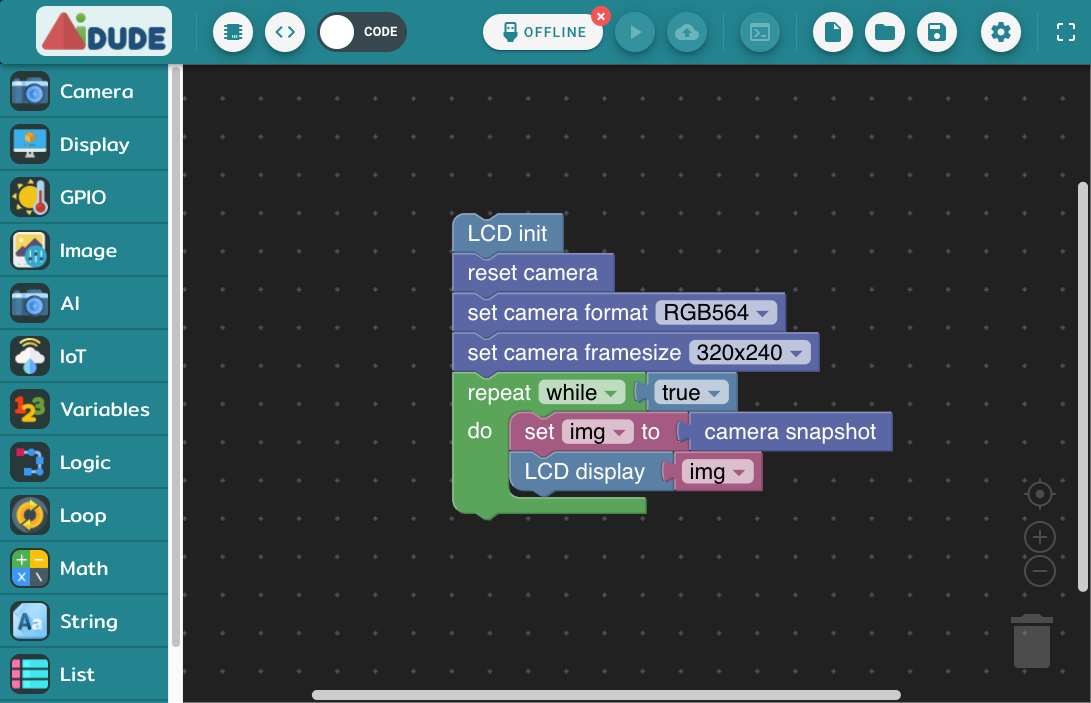 AiDUDE
CODE
OFFLINE
Camera
Display
GPIO
Image
AI
IoT
Variables
Logic
Loop
Math
String
List
LCD init
reset camera
set camera format RGB564
set camera framesize 320x240
repeat while true
do set img to camera snapshot
LCD display img